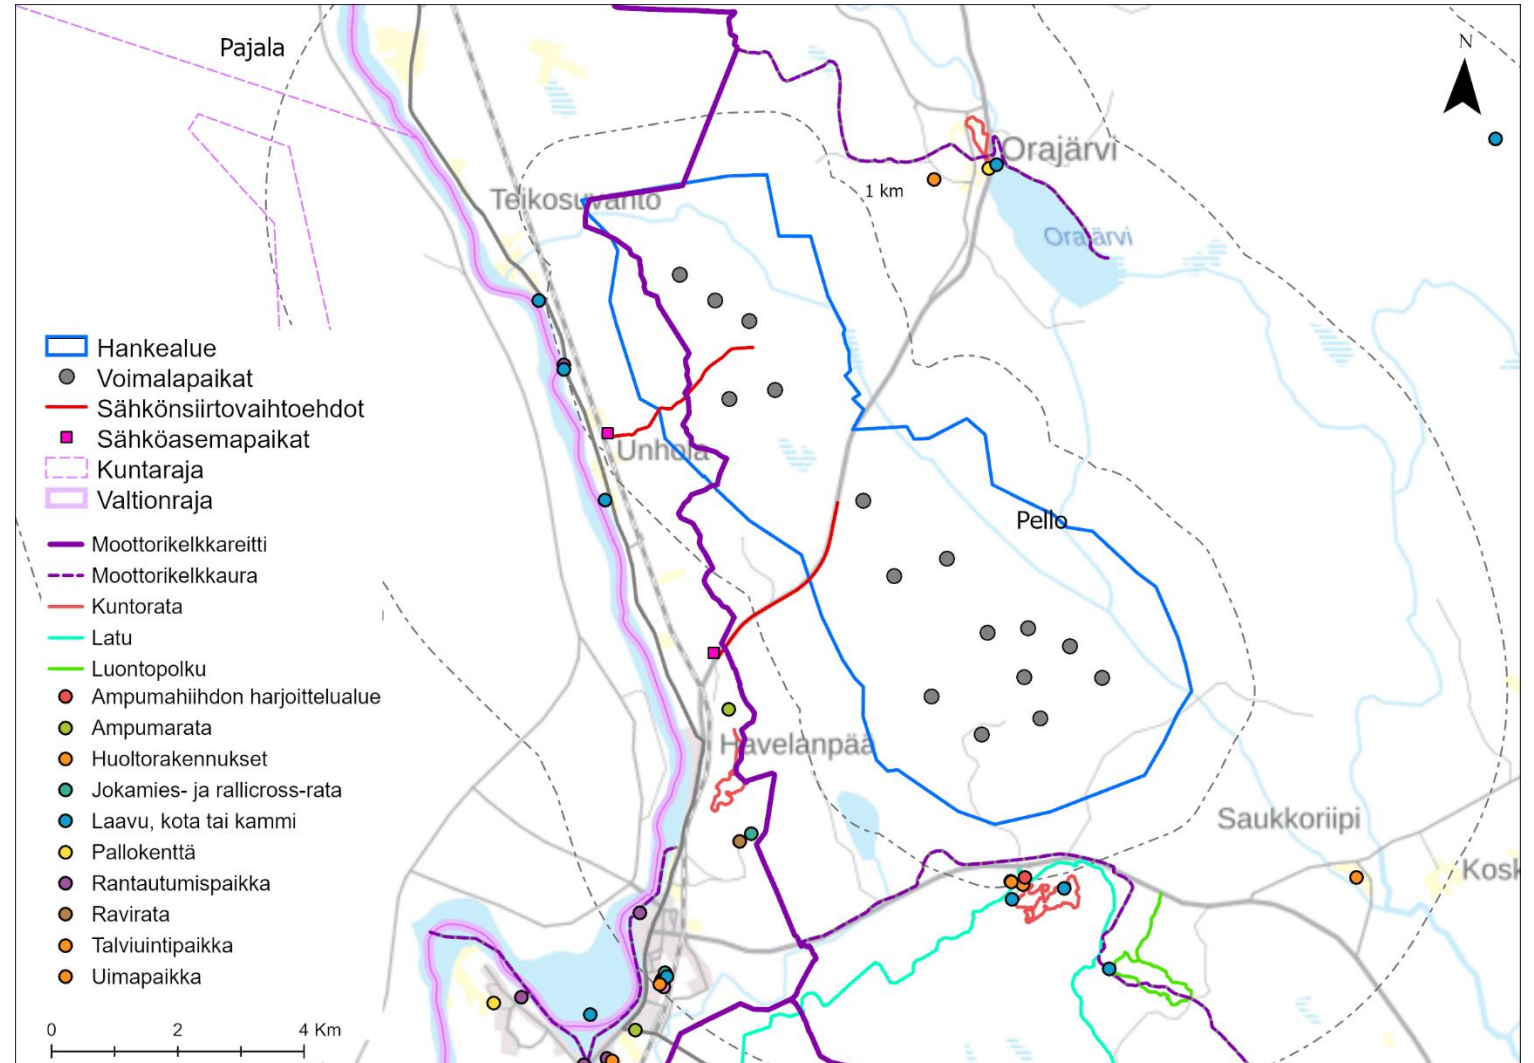 Pajala
N
Orajärvi
1 km
Teikosuvanto
Orajärvi
Hankealue
Voimalapaikat
Sähkönsiirtovaihtoehdot
Sähköasemapaikat
Kuntaraja
Valtionraja
Unhola
Pello
Moottorikelkkareitti
Moottorikelkkaura
Kuntorata
Latu
Luontopolku
Ampumahiihdon harjoittelualue
Ampumarata
Huoltorakennukset
Jokamies- ja rallicross-rata
Laavu, kota tai kammi
Pallokenttä
Rantautumispaikka
Ravirata
Talviuintipaikka
Uimapaikka
Havelanpää
Saukkoriipi
Kosk
0 2 4 Km